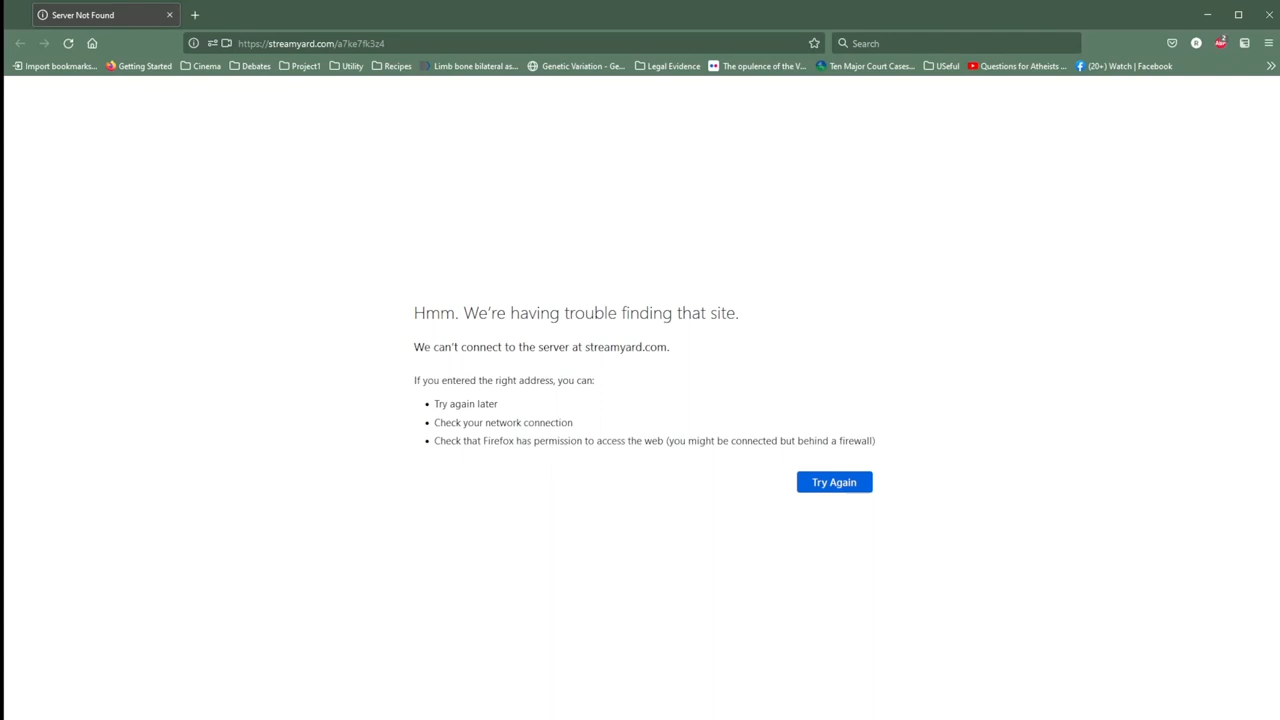 Server Not Found
https://streamyard.com/a7ke7fk3z4
Search
2
Import bookmarks... Getting Started Cinema Debates Project1 Utility Recipes Limb bone bilateral as... Genetic Variation - Ge... Legal Evidence The opulence of the V... Ten Major Court Cases... USeful Questions for Atheists ... (20+) Watch | Facebook
Hmm. We're having trouble finding that site.
We can't connect to the server at streamyard.com.
If you entered the right address, you can:
Try again later
Check your network connection
Check that Firefox has permission to access the web (you might be connected but behind a firewall)
Try Again